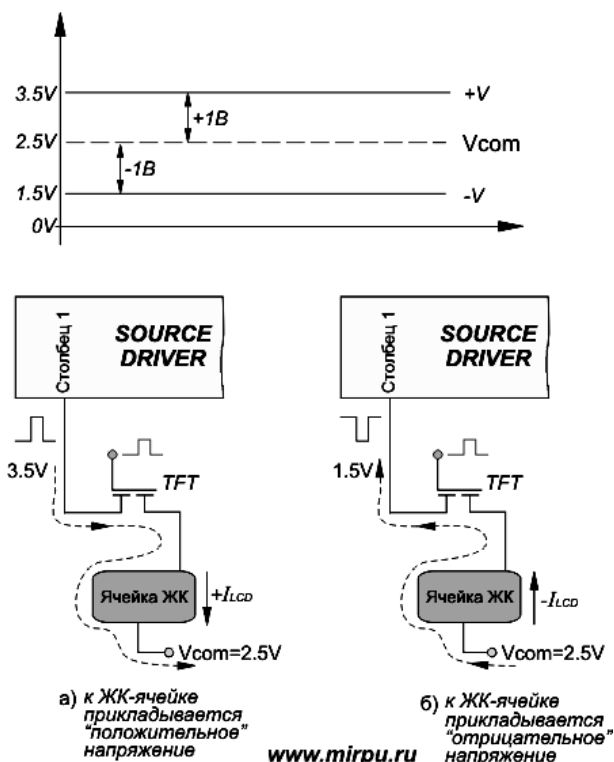 3.5V
+V
+1В
2.5V
Vcom
-1В
1.5V
-V
0V
Столбец 1
SOURCE
DRIVER
3.5V
TFT
Ячейка ЖК
+ILCD
Vcom=2.5V
а) к ЖК-ячейке
прикладывается
"положительное"
напряжение
Столбец 1
SOURCE
DRIVER
1.5V
TFT
Ячейка ЖК
-ILCD
Vcom=2.5V
б) к ЖК-ячейке
прикладывается
"отрицательное"
напряжение
www.mirpu.ru